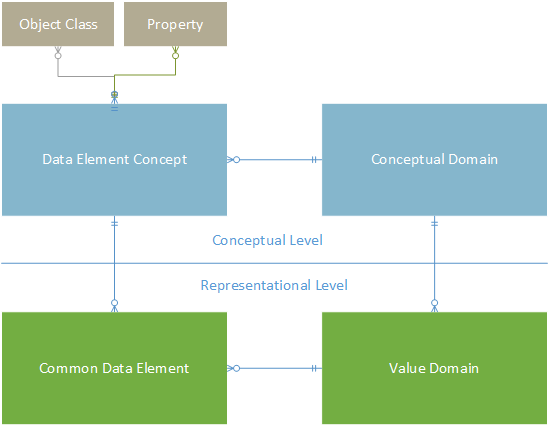 Object Class
Property
Data Element Concept
Conceptual Domain
Conceptual Level
Representational Level
Common Data Element
Value Domain